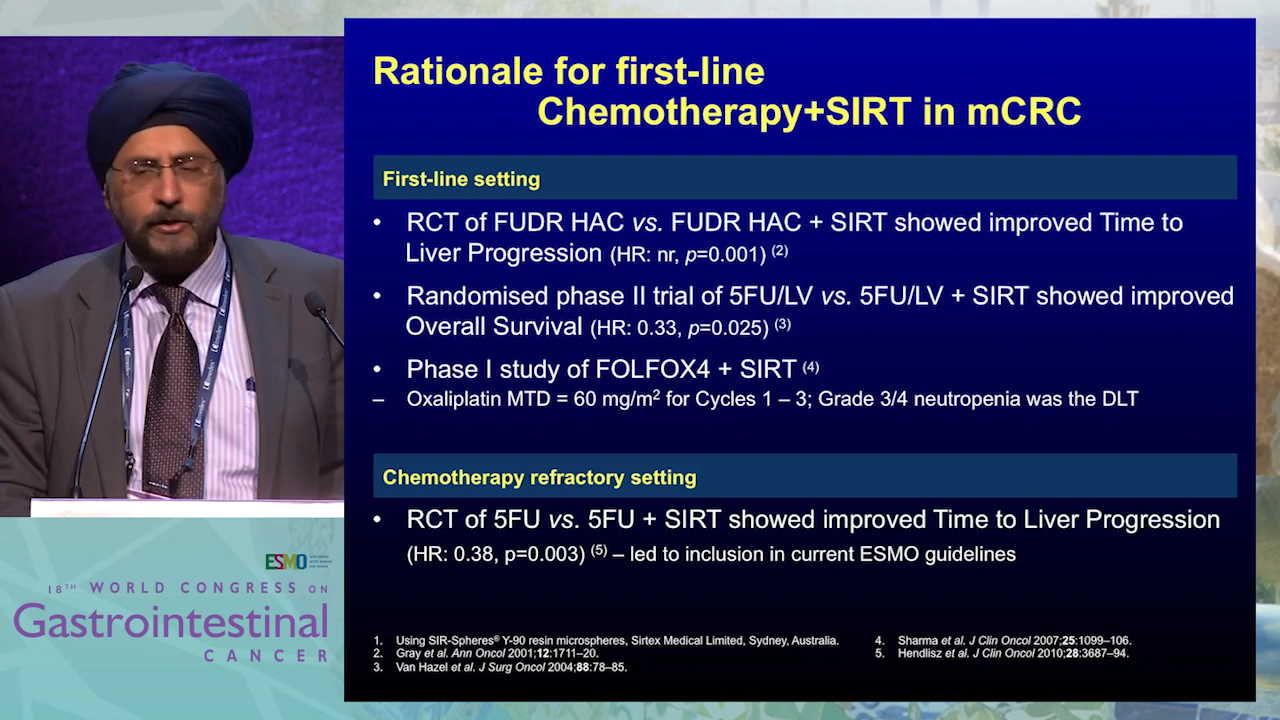 Rationale for first-line
Chemotherapy+SIRT in mCRC
First-line setting
• RCT of FUDR HAC vs. FUDR HAC + SIRT showed improved Time to
Liver Progression (HR: nr, p=0.001) (2)
• Randomised phase II trial of 5FU/LV vs. 5FU/LV + SIRT showed improved
Overall Survival (HR: 0.33, p=0.025) (3)
• Phase I study of FOLFOX4 + SIRT (4)
– Oxaliplatin MTD = 60 mg/m² for Cycles 1 – 3; Grade 3/4 neutropenia was the DLT
Chemotherapy refractory setting
• RCT of 5FU vs. 5FU + SIRT showed improved Time to Liver Progression
(HR: 0.38, p=0.003) (5) – led to inclusion in current ESMO guidelines
1. Using SIR-Spheres® Y-90 resin microspheres, Sirtex Medical Limited, Sydney, Australia.
2. Gray et al. Ann Oncol 2001;12:1711–20.
3. Van Hazel et al. J Surg Oncol 2004;88:78–85.
4. Sharma et al. J Clin Oncol 2007;25:1099–106.
5. Hendlisz et al. J Clin Oncol 2010;28:3687–94.
ESMO
18TH WORLD CONGRESS ON
Gastrointestinal
CANCER